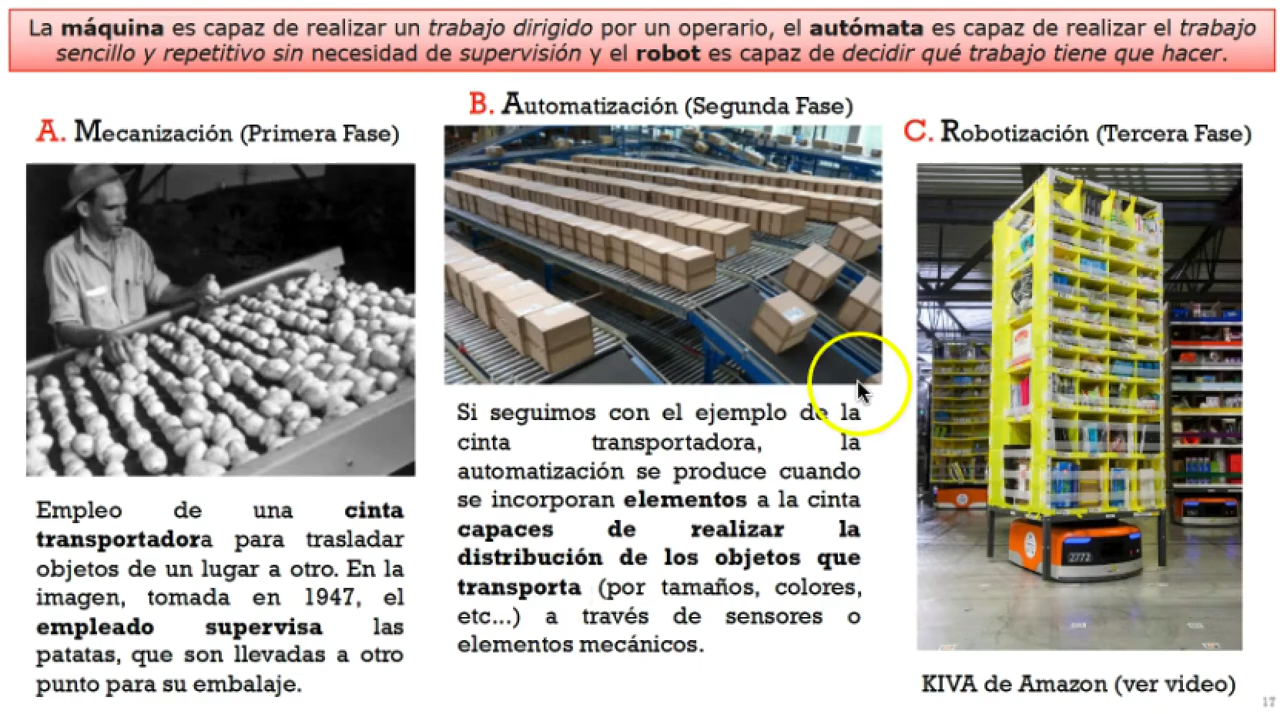 La máquina es capaz de realizar un trabajo dirigido por un operario, el autómata es capaz de realizar el trabajo
sencillo y repetitivo sin necesidad de supervisión y el robot es capaz de decidir qué trabajo tiene que hacer.
A. Mecanización (Primera Fase)
Empleo de una cinta
transportadora para trasladar
objetos de un lugar a otro. En la
imagen, tomada en 1947, el
empleado supervisa las
patatas, que son llevadas a otro
punto para su embalaje.
B. Automatización (Segunda Fase)
Si seguimos con el ejemplo de la
cinta transportadora, la
automatización se produce cuando
se incorporan elementos a la cinta
capaces de realizar la
distribución de los objetos que
transporta (por tamaños, colores,
etc...) a través de sensores o
elementos mecánicos.
C. Robotización (Tercera Fase)
2772
KIVA de Amazon (ver video)
17